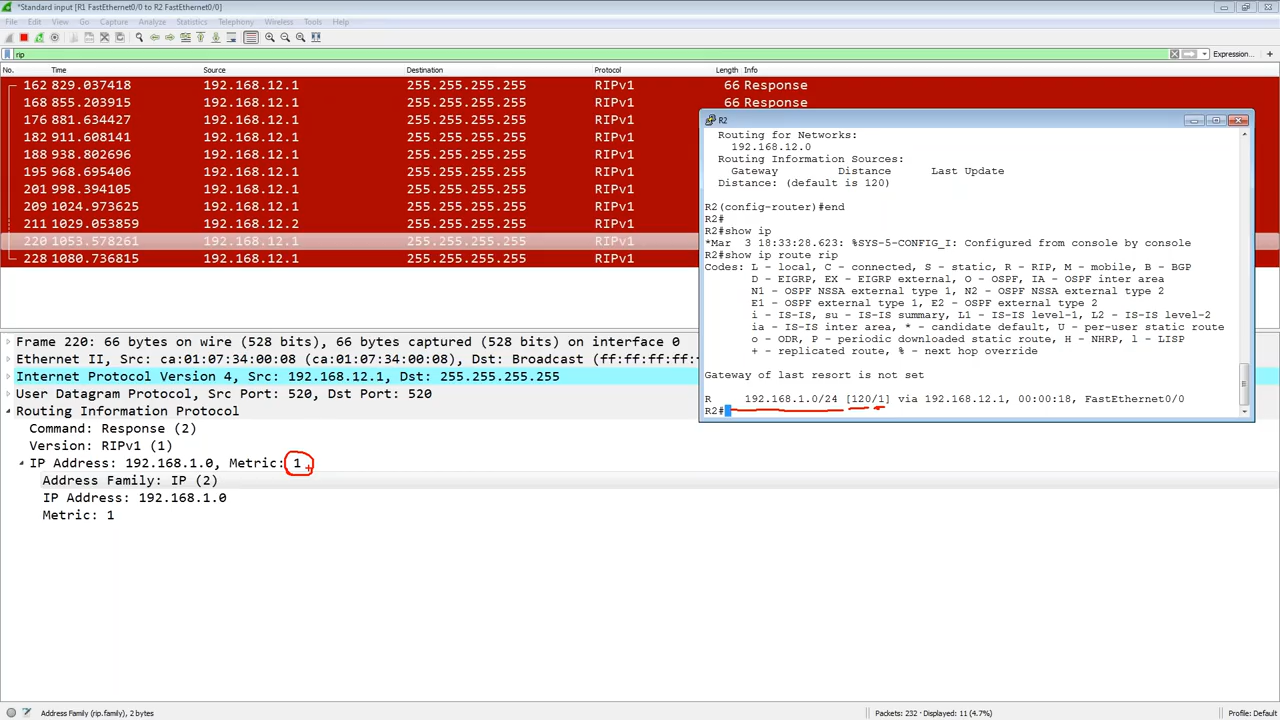 *Standard input [R1 FastEthernet0/0 to R2 FastEthernet0/0]
File Edit View Go Capture Analyze Statistics Telephony Wireless Tools Help
rip
Expression…
No. Time Source Destination Protocol Length Info
162 829.037418 192.168.12.1 255.255.255.255 RIPv1 66 Response
168 855.203915 192.168.12.1 255.255.255.255 RIPv1 66 Response
176 881.634427 192.168.12.1 255.255.255.255 RIPv1
182 911.608141 192.168.12.1 255.255.255.255 RIPv1
188 938.802696 192.168.12.1 255.255.255.255 RIPv1
195 968.695406 192.168.12.1 255.255.255.255 RIPv1
201 998.394105 192.168.12.1 255.255.255.255 RIPv1
209 1024.973625 192.168.12.1 255.255.255.255 RIPv1
211 1029.053859 192.168.12.2 255.255.255.255 RIPv1
220 1053.578261 192.168.12.1 255.255.255.255 RIPv1
228 1080.736815 192.168.12.1 255.255.255.255 RIPv1
Frame 220: 66 bytes on wire (528 bits), 66 bytes captured (528 bits) on interface 0
Ethernet II, Src: ca:01:07:34:00:08 (ca:01:07:34:00:08), Dst: Broadcast (ff:ff:ff:ff:
Internet Protocol Version 4, Src: 192.168.12.1, Dst: 255.255.255.255
User Datagram Protocol, Src Port: 520, Dst Port: 520
Routing Information Protocol
Command: Response (2)
Version: RIPv1 (1)
IP Address: 192.168.1.0, Metric: 1
Address Family: IP (2)
IP Address: 192.168.1.0
Metric: 1
R2
Routing for Networks:
192.168.12.0
Routing Information Sources:
Gateway Distance Last Update
Distance: (default is 120)
R2(config-router)#end
R2#
R2#show ip
*Mar 3 18:33:28.623: %SYS-5-CONFIG_I: Configured from console by console
R2#show ip route rip
Codes: L - local, C - connected, S - static, R - RIP, M - mobile, B - BGP
D - EIGRP, EX - EIGRP external, O - OSPF, IA - OSPF inter area
N1 - OSPF NSSA external type 1, N2 - OSPF NSSA external type 2
E1 - OSPF external type 1, E2 - OSPF external type 2
i - IS-IS, su - IS-IS summary, L1 - IS-IS level-1, L2 - IS-IS level-2
ia - IS-IS inter area, * - candidate default, U - per-user static route
o - ODR, P - periodic downloaded static route, H - NHRP, l - LISP
+ - replicated route, % - next hop override
Gateway of last resort is not set
R 192.168.1.0/24 [120/1] via 192.168.12.1, 00:00:18, FastEthernet0/0
R2#
Address Family (rip.family), 2 bytes
Packets: 232 · Displayed: 11 (4.7%)
Profile: Default